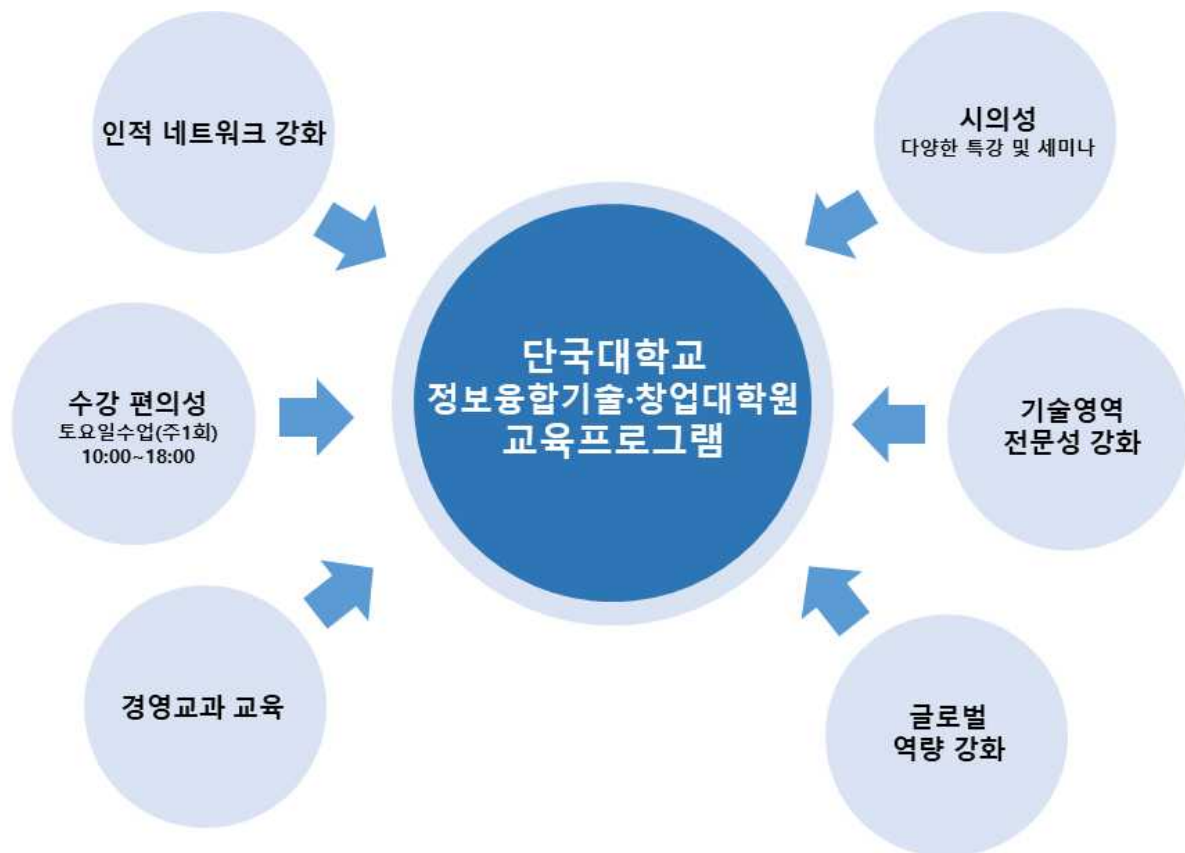 인적 네트워크 강화
시의성
다양한 특강 및 세미나
단국대학교
정보융합기술·창업대학원
교육프로그램
수강 편의성
토요일수업(주1회)
10:00~18:00
기술영역
전문성 강화
경영교과 교육
글로벌
역량 강화